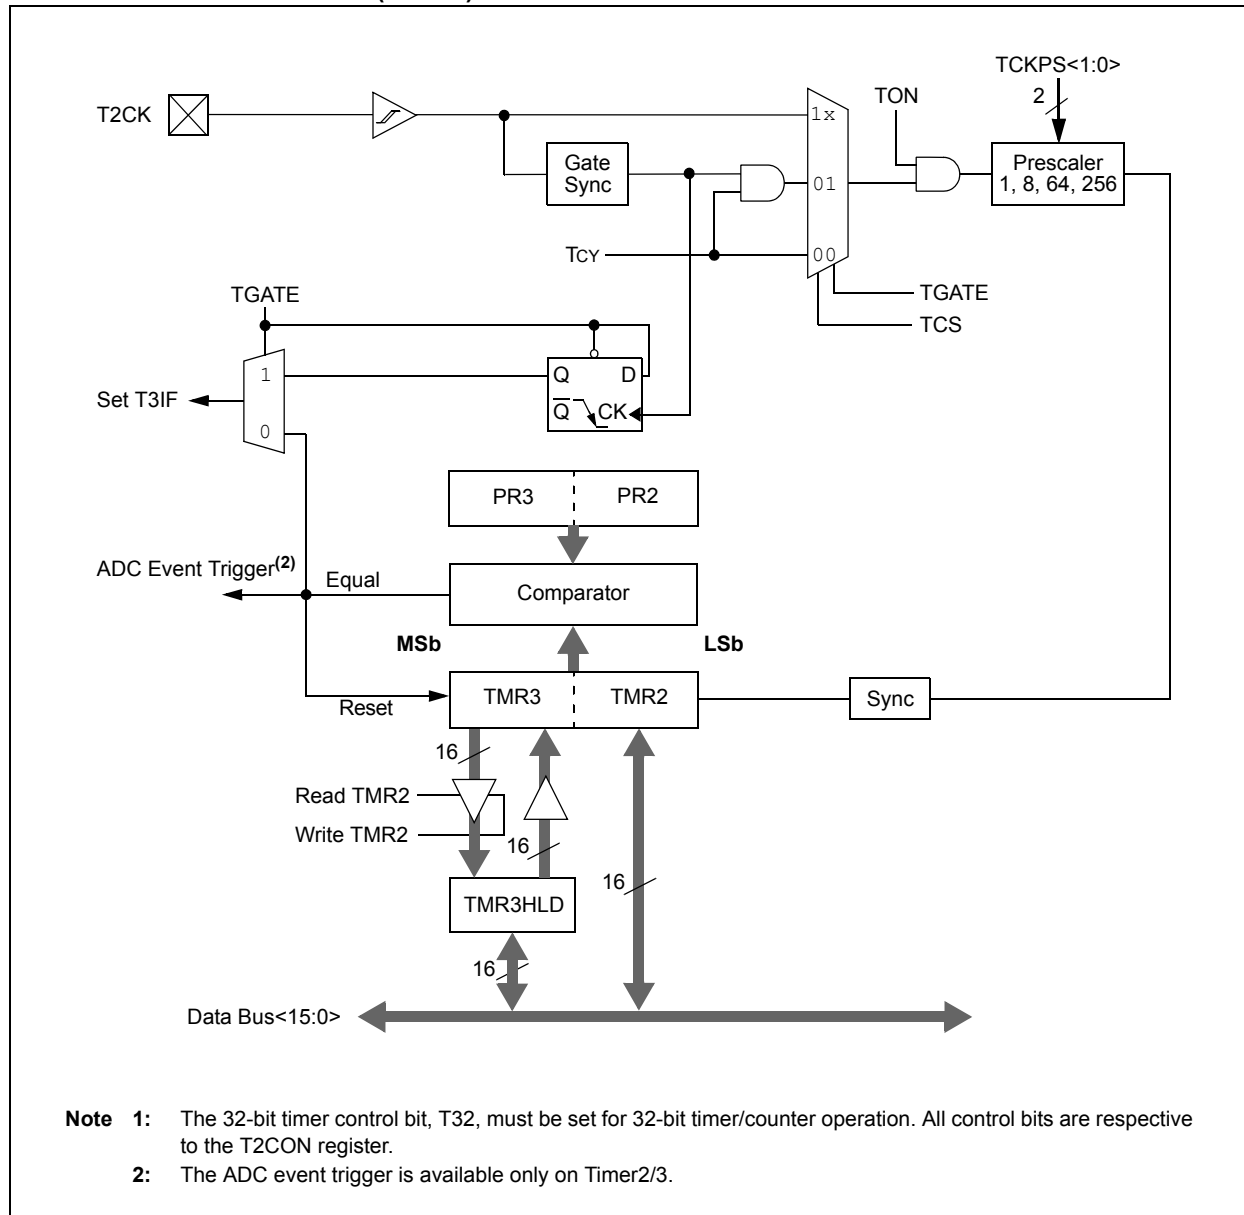 TCKPS<1:0>
2
TON
T2CK
1x
Gate
Sync
Prescaler
1, 8, 64, 256
01
TCY
00
TGATE
TGATE
TCS
1
Q D
Set T3IF
Q CK
0
PR3 PR2
ADC Event Trigger(2)
Equal
Comparator
MSb LSb
TMR3 TMR2
Sync
Reset
16
Read TMR2
Write TMR2
16
16
TMR3HLD
16
Data Bus<15:0>
Note 1: The 32-bit timer control bit, T32, must be set for 32-bit timer/counter operation. All control bits are respective
to the T2CON register.
2: The ADC event trigger is available only on Timer2/3.